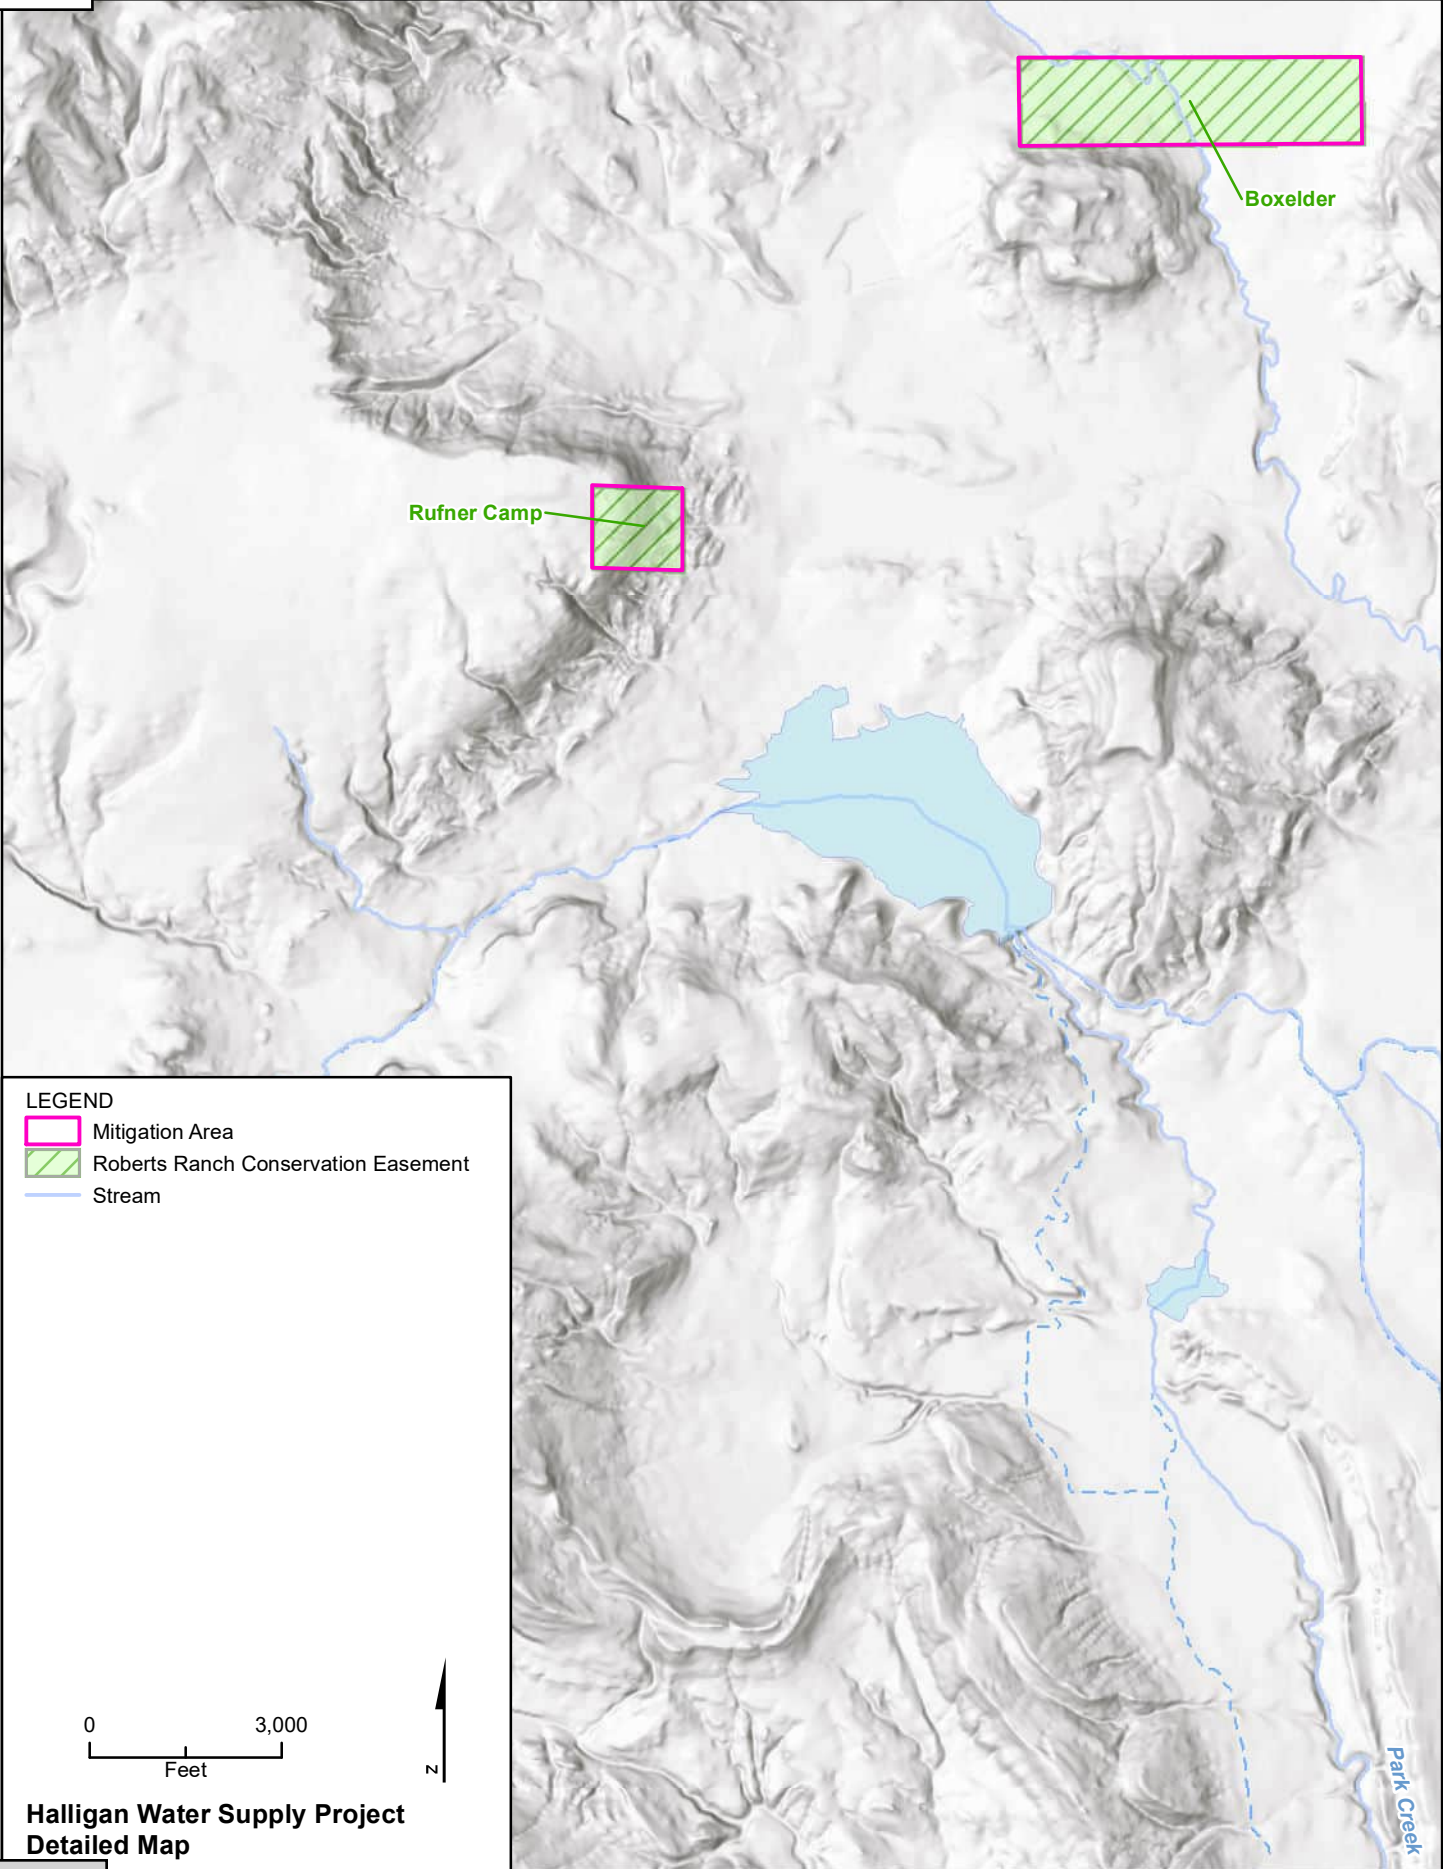 Boxelder
Rufner Camp
LEGEND
Mitigation Area
Roberts Ranch Conservation Easement
Stream
0 3,000
Feet
N
Halligan Water Supply Project
Detailed Map
Park Creek